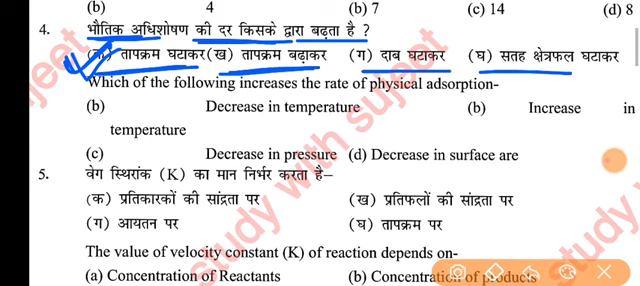 (b) 4 (b) 7 (c) 14 (d) 8
4. भौतिक अधिशोषण की दर किसके द्वारा बढ़ता है ?
तापक्रम घटाकर (ख) तापक्रम बढ़ाकर (ग) दाब घटाकर (घ) सतह क्षेत्रफल घटाकर
Which of the following increases the rate of physical adsorption-
(b) Decrease in temperature (b) Increase in
temperature
(c) Decrease in pressure (d) Decrease in surface are
5. वेग स्थिरांक (K) का मान निर्भर करता है–
(क) प्रतिकारकों की सांद्रता पर (ख) प्रतिफलों की सांद्रता पर
(ग) आयतन पर (घ) तापक्रम पर
The value of velocity constant (K) of reaction depends on-
(a) Concentration of Reactants (b) Concentration of products
study with sujeet